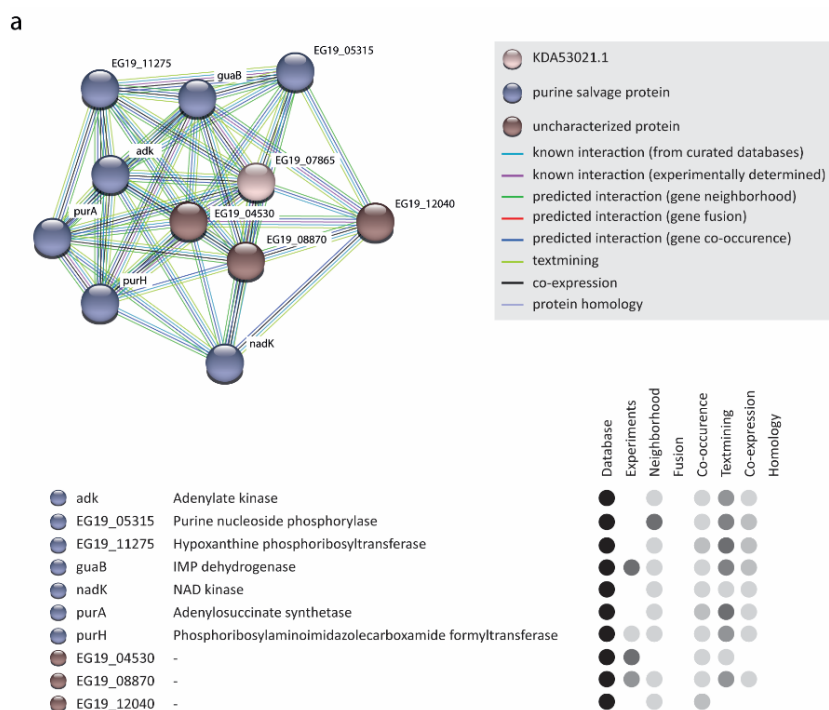 a
EG19_11275
EG19_05315
guaB
adk
EG19_07865
EG19_12040
EG19_04530
purA
EG19_08870
purH
nadK
KDA53021.1
purine salvage protein
uncharacterized protein
known interaction (from curated databases)
known interaction (experimentally determined)
predicted interaction (gene neighborhood)
predicted interaction (gene fusion)
predicted interaction (gene co-occurence)
textmining
co-expression
protein homology
Database
Experiments
Neighborhood
Fusion
Co-occurence
Textmining
Co-expression
Homology
adk Adenylate kinase
EG19_05315 Purine nucleoside phosphorylase
EG19_11275 Hypoxanthine phosphoribosyltransferase
guaB IMP dehydrogenase
nadK NAD kinase
purA Adenylosuccinate synthetase
purH Phosphoribosylaminoimidazolecarboxamide formyltransferase
EG19_04530 -
EG19_08870 -
EG19_12040 -